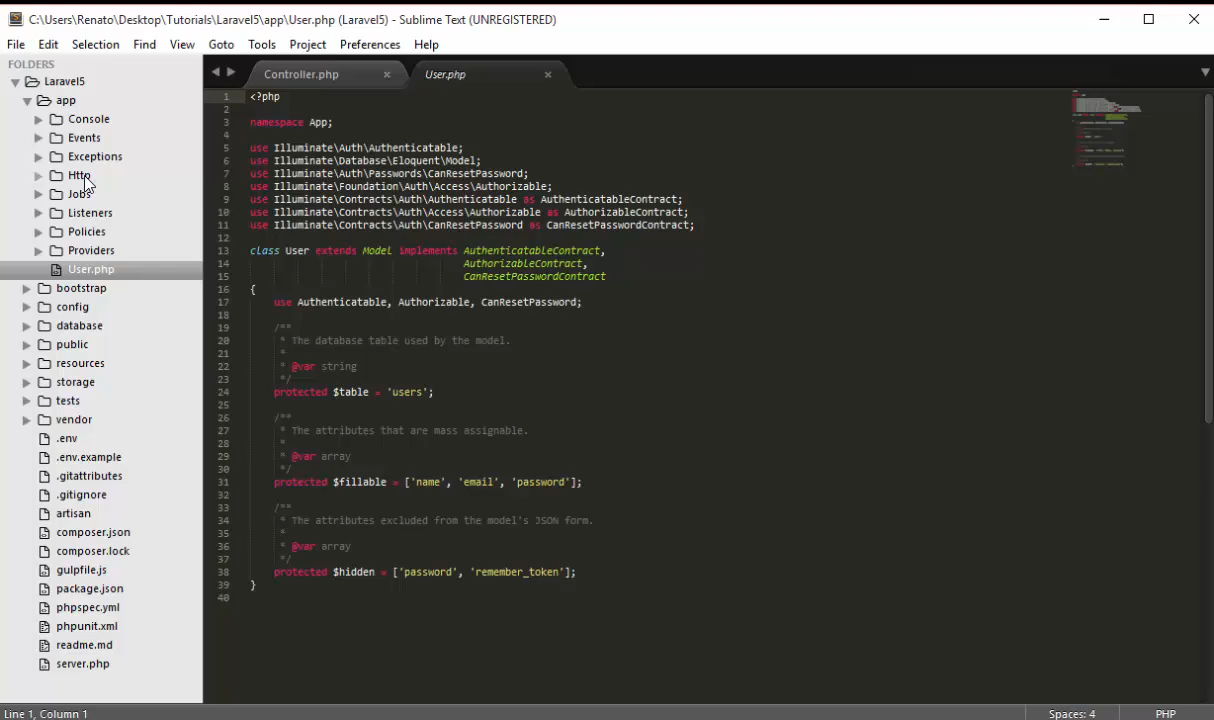 C:\Users\Renato\Desktop\Tutorials\Laravel5\app\User.php (Laravel5) - Sublime Text (UNREGISTERED)
File Edit Selection Find View Goto Tools Project Preferences Help
FOLDERS
Laravel5
app
Console
Events
Exceptions
Http
Jobs
Listeners
Policies
Providers
User.php
bootstrap
config
database
public
resources
storage
tests
vendor
.env
.env.example
.gitattributes
.gitignore
artisan
composer.json
composer.lock
gulpfile.js
package.json
phpspec.yml
phpunit.xml
readme.md
server.php
Controller.php × User.php ×
1 <?php
2
3 namespace App;
4
5 use Illuminate\Auth\Authenticatable;
6 use Illuminate\Database\Eloquent\Model;
7 use Illuminate\Auth\Passwords\CanResetPassword;
8 use Illuminate\Foundation\Auth\Access\Authorizable;
9 use Illuminate\Contracts\Auth\Authenticatable as AuthenticatableContract;
10 use Illuminate\Contracts\Auth\Access\Authorizable as AuthorizableContract;
11 use Illuminate\Contracts\Auth\CanResetPassword as CanResetPasswordContract;
12
13 class User extends Model implements AuthenticatableContract,
14 AuthorizableContract,
15 CanResetPasswordContract
16 {
17 use Authenticatable, Authorizable, CanResetPassword;
18
19 /**
20 * The database table used by the model.
21 *
22 * @var string
23 */
24 protected $table = 'users';
25
26 /**
27 * The attributes that are mass assignable.
28 *
29 * @var array
30 */
31 protected $fillable = ['name', 'email', 'password'];
32
33 /**
34 * The attributes excluded from the model's JSON form.
35 *
36 * @var array
37 */
38 protected $hidden = ['password', 'remember_token'];
39 }
40
Line 1, Column 1
Spaces: 4 PHP